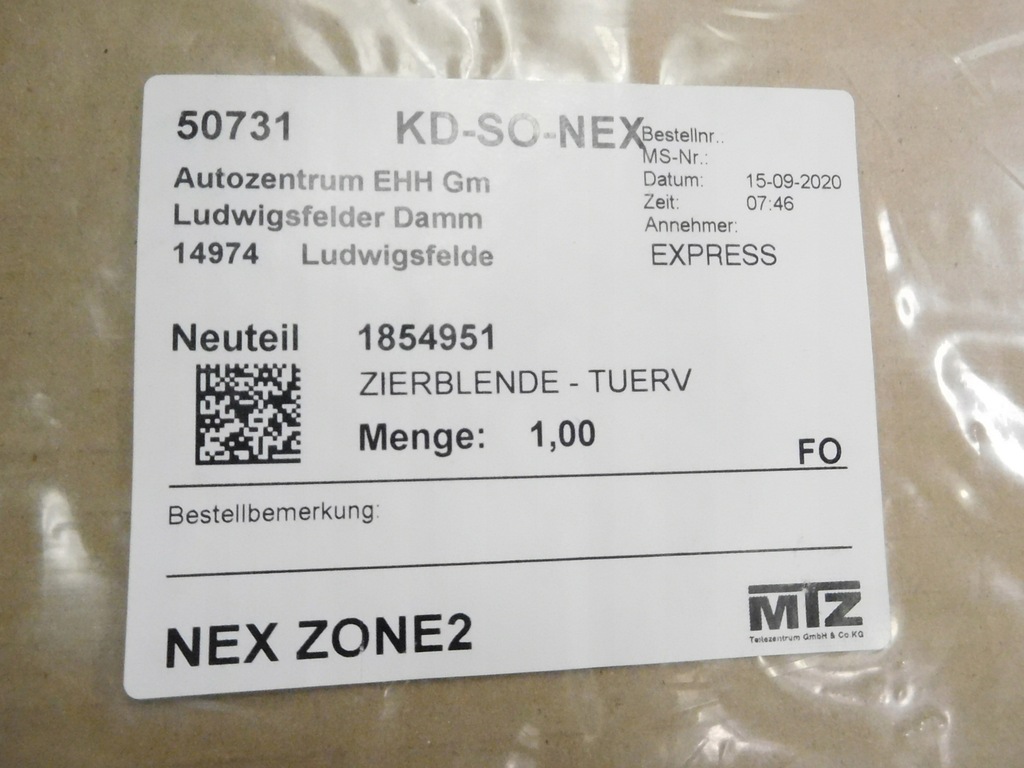 50731 KD-SO-NEX
Bestellnr.:
MS-Nr.:
Datum: 15-09-2020
Zeit: 07:46
Annehmer:
EXPRESS
Autozentrum EHH Gm
Ludwigsfelder Damm
14974 Ludwigsfelde
Neuteil 1854951
ZIERBLENDE - TUERV
Menge: 1,00
FO
Bestellbemerkung:
NEX ZONE2
MTZ
Teilezentrum GmbH & Co.KG